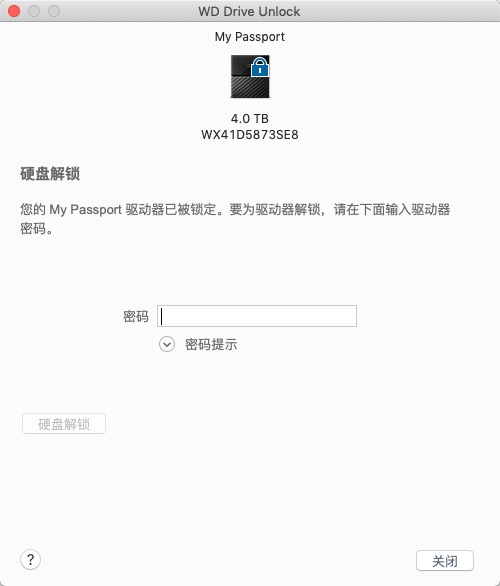 WD Drive Unlock
My Passport
4.0 TB
WX41D5873SE8
硬盘解锁
您的 My Passport 驱动器已被锁定。要为驱动器解锁，请在下面输入驱动器
密码。
密码
密码提示
硬盘解锁
?
关闭